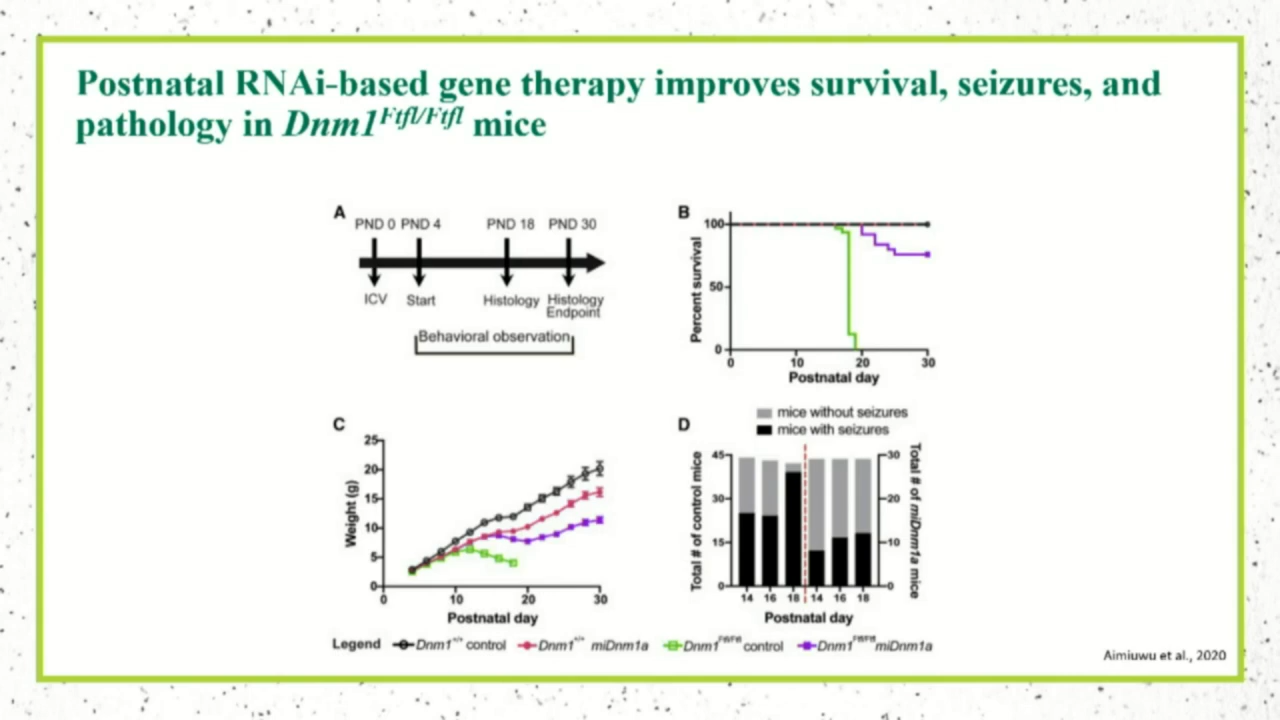 Postnatal RNAi-based gene therapy improves survival, seizures, and
pathology in Dnm1Ftfl/Ftfl mice
A
PND 0 PND 4 PND 18 PND 30
ICV Start Histology Histology
Endpoint
Behavioral observation
B
Percent survival
100
50
0
0 10 20 30
Postnatal day
C
Weight (g)
25
20
15
10
5
0
0 10 20 30
Postnatal day
D
mice without seizures
mice with seizures
Total # of control mice
45
30
15
0
30
20
10
0
Total # of miDnm1a mice
14 16 18 14 16 18
Postnatal day
Legend Dnm1+/+ control Dnm1+/+ miDnm1a Dnm1Ftfl/Ftfl control Dnm1Ftfl/Ftfl miDnm1a
Aimiuwu et al., 2020